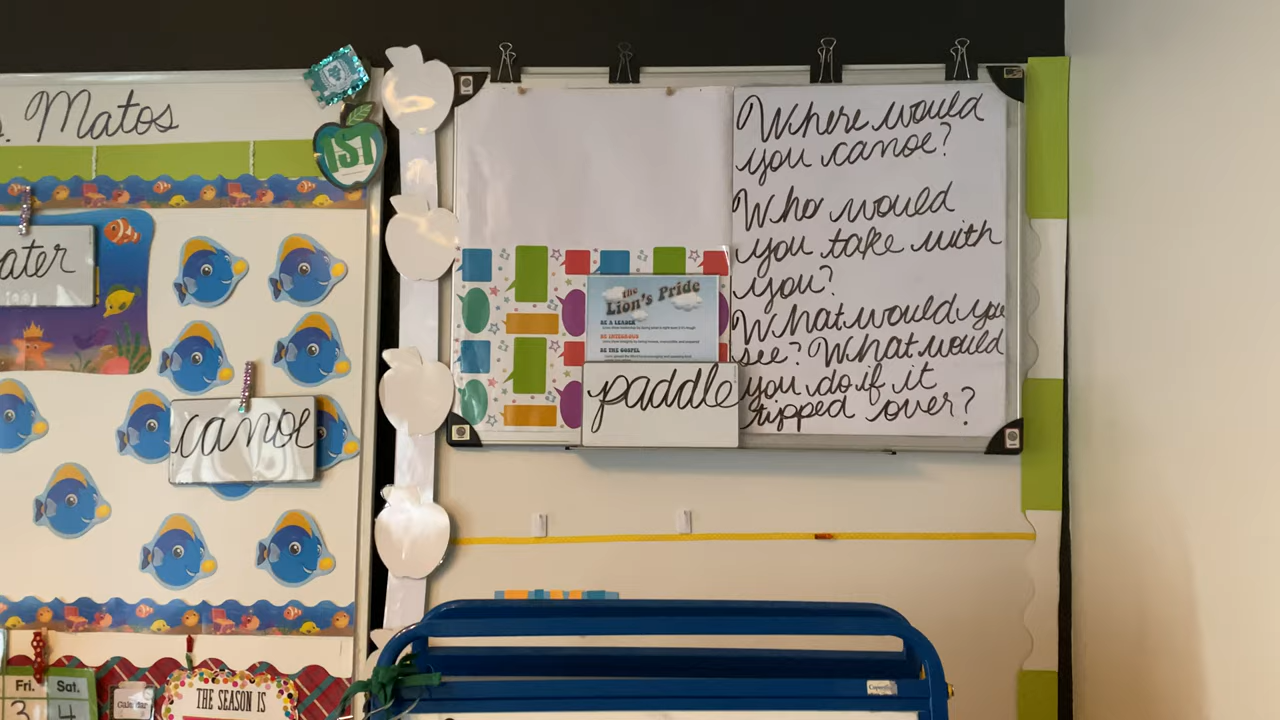 . Matos
1ST
ater
canoe
Fri. Sat.
3 4
Calendar
THE SEASON IS
the
Lion's Pride
BE A LEADER
BE THE GOSPEL
paddle
Where would
you canoe?
Who would
you take with
you?
What would you
see? What would
you do if it
tipped over?